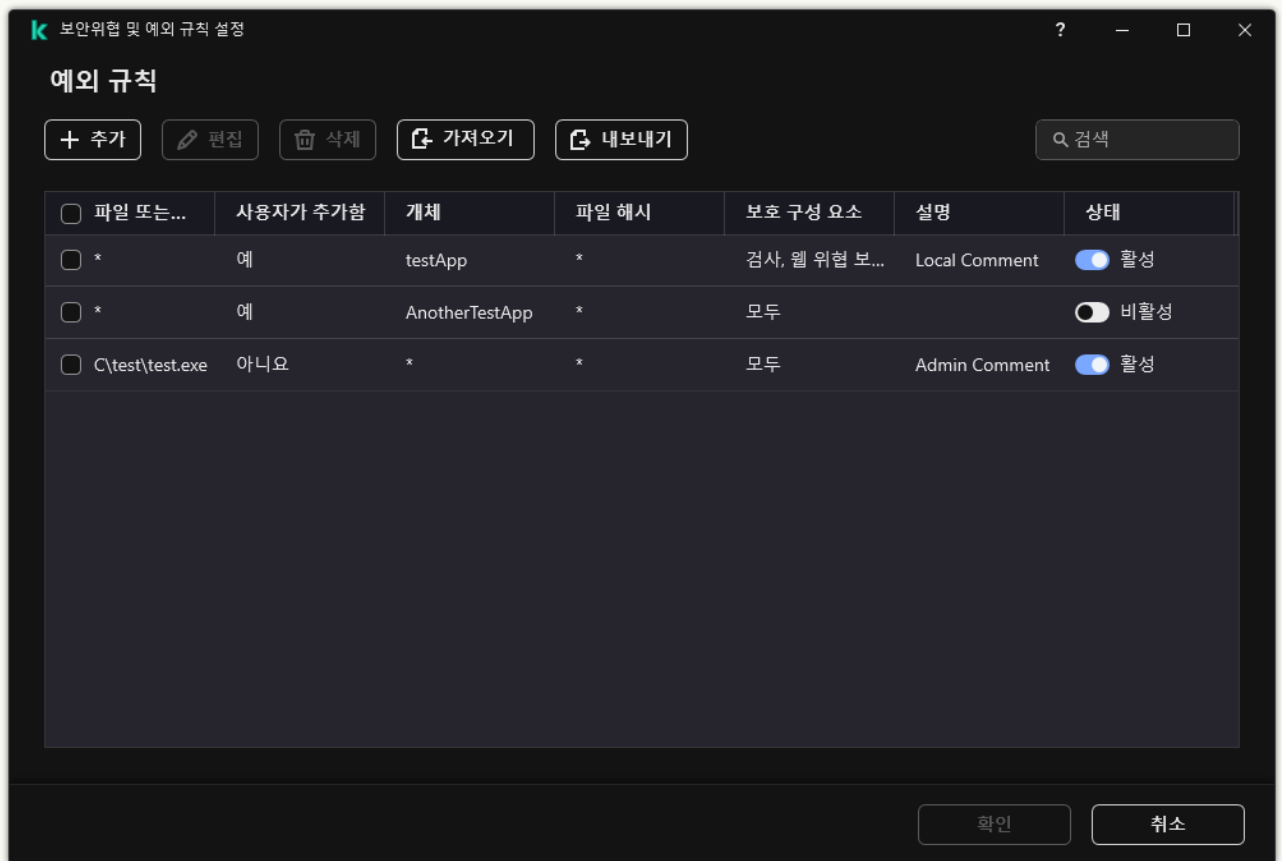 보안위협 및 예외 규칙 설정 ?
예외 규칙
추가 편집 삭제 가져오기 내보내기 검색
파일 또는... 사용자가 추가함 개체 파일 해시 보호 구성 요소 설명 상태
* 예 testApp * 검사, 웹 위협 보... Local Comment 활성
* 예 AnotherTestApp * 모두 비활성
C\test\test.exe 아니요 * * 모두 Admin Comment 활성
확인 취소